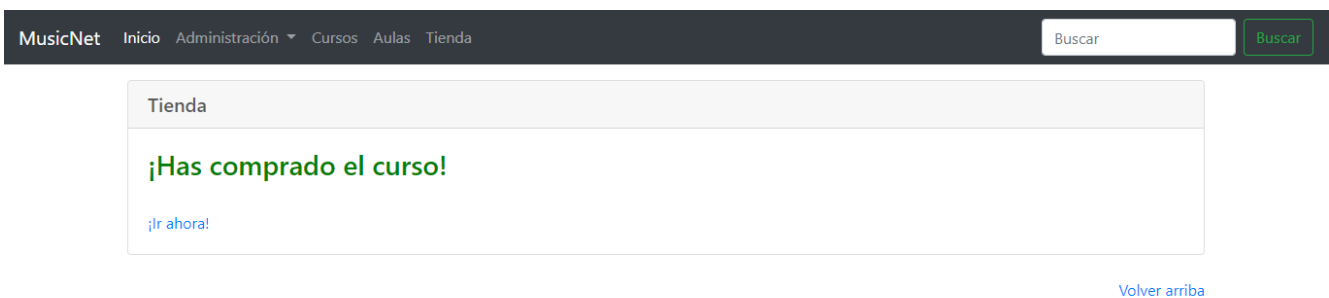 MusicNet Inicio Administración Cursos Aulas Tienda Buscar Buscar
Tienda
¡Has comprado el curso!
¡Ir ahora!
Volver arriba